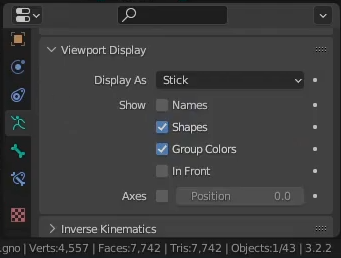 Viewport Display
Display As Stick
Show Names
Shapes
Group Colors
In Front
Axes Position 0.0
Inverse Kinematics
.gno | Verts:4,557 | Faces:7,742 | Tris:7,742 | Objects:1/43 | 3.2.2